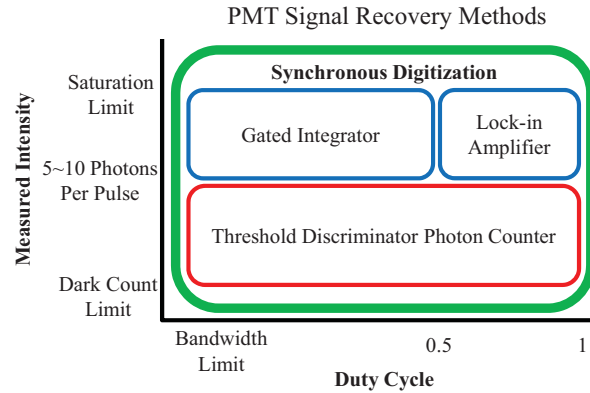 PMT Signal Recovery Methods
Synchronous Digitization
Saturation
Limit
Gated Integrator
Lock-in
Amplifier
5~10 Photons
Per Pulse
Measured Intensity
Threshold Discriminator Photon Counter
Dark Count
Limit
Bandwidth
Limit
0.5
1
Duty Cycle